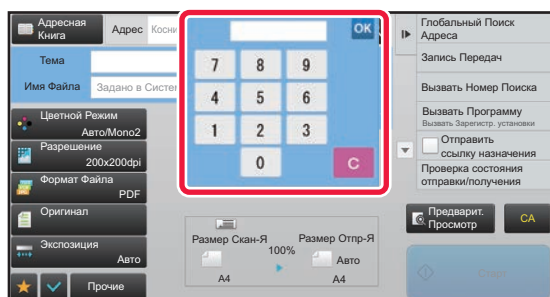 Адресная
Книга
Адрес
Косни
Тема
Имя Файла
Задано в Систем
Цветной Режим
Авто/Mono2
Разрешение
200x200dpi
Формат Файла
PDF
Оригинал
Экспозиция
Авто
Прочие
OK
7 8 9
4 5 6
1 2 3
0 C
Размер Скан-Я
100%
Размер Отпр-Я
A4
Авто
A4
Глобальный Поиск
Адреса
Запись Передач
Вызвать Номер Поиска
Вызвать Программу
Вызвать Зарегистр. установки
Отправить
ссылку назначения
Проверка состояния
отправки/получения
Предварит.
Просмотр
CA
Старт